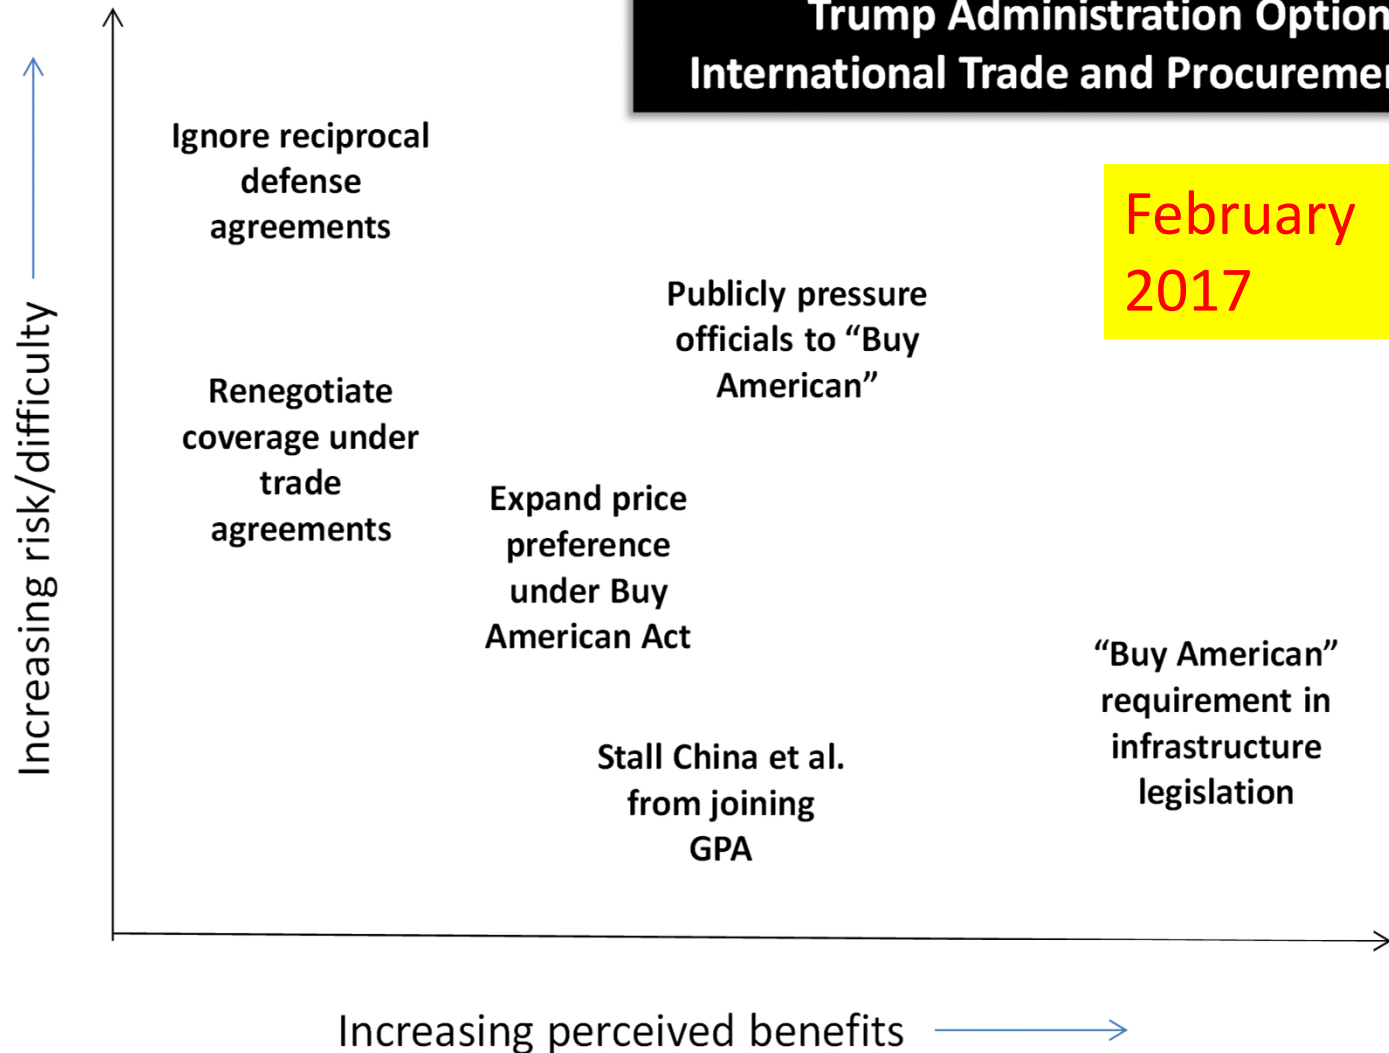 Trump Administration Option
International Trade and Procuremen
February
2017
Ignore reciprocal
defense
agreements
Publicly pressure
officials to “Buy
American”
Renegotiate
coverage under
trade
agreements
Expand price
preference
under Buy
American Act
“Buy American”
requirement in
infrastructure
legislation
Stall China et al.
from joining
GPA
Increasing risk/difficulty
Increasing perceived benefits